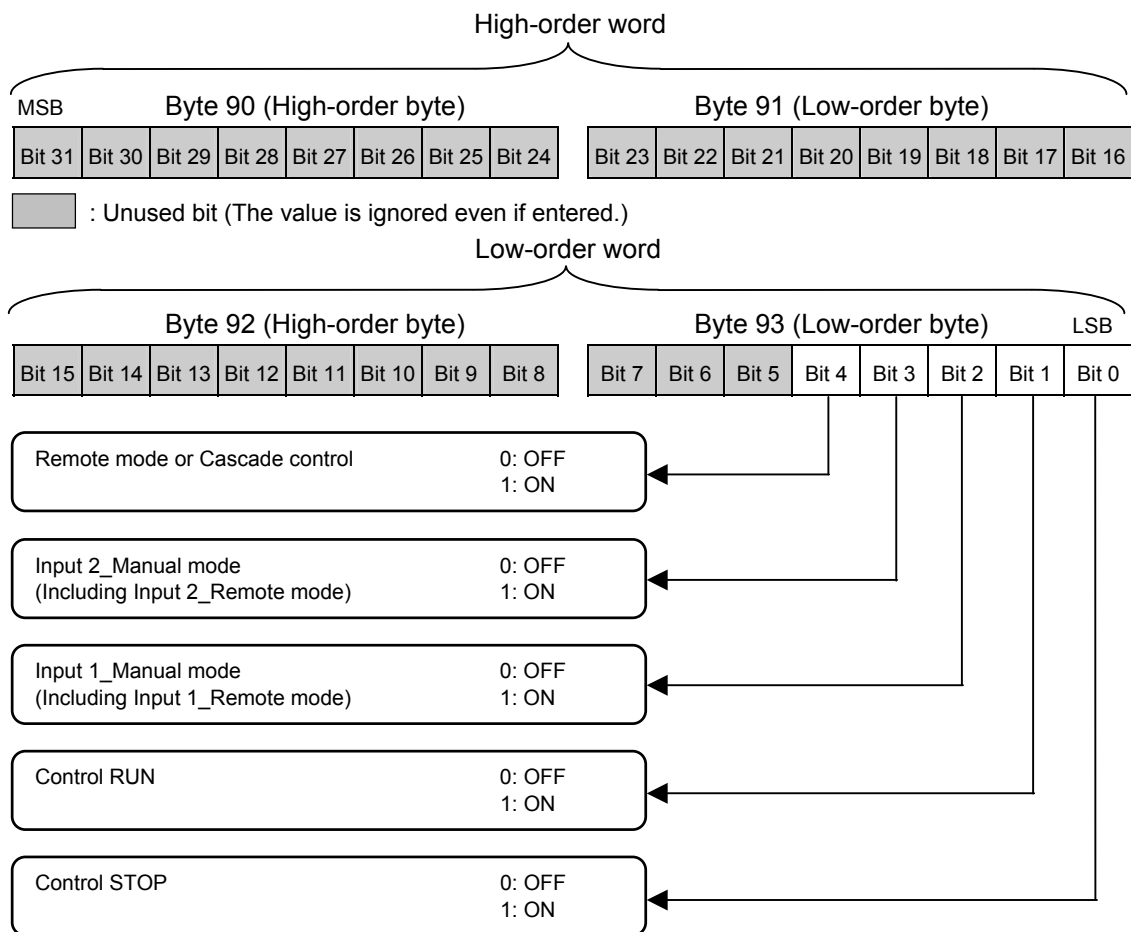 High-order word
MSB Byte 90 (High-order byte) Byte 91 (Low-order byte)
Bit 31 Bit 30 Bit 29 Bit 28 Bit 27 Bit 26 Bit 25 Bit 24 Bit 23 Bit 22 Bit 21 Bit 20 Bit 19 Bit 18 Bit 17 Bit 16
: Unused bit (The value is ignored even if entered.)
Low-order word
Byte 92 (High-order byte) Byte 93 (Low-order byte) LSB
Bit 15 Bit 14 Bit 13 Bit 12 Bit 11 Bit 10 Bit 9 Bit 8 Bit 7 Bit 6 Bit 5 Bit 4 Bit 3 Bit 2 Bit 1 Bit 0
Remote mode or Cascade control 0: OFF
1: ON
Input 2_Manual mode 0: OFF
(Including Input 2_Remote mode) 1: ON
Input 1_Manual mode 0: OFF
(Including Input 1_Remote mode) 1: ON
Control RUN 0: OFF
1: ON
Control STOP 0: OFF
1: ON